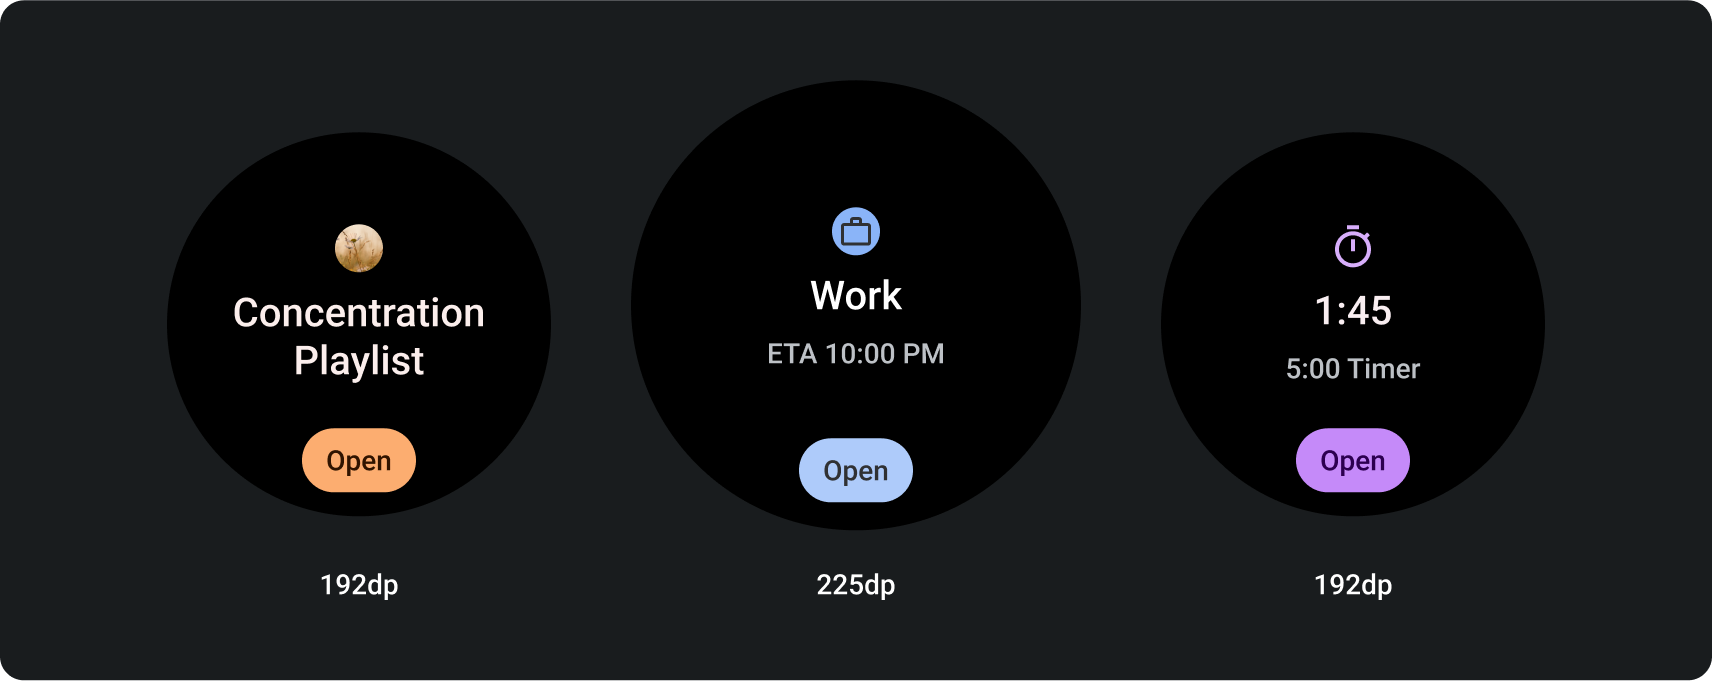 Concentration
Playlist
Open
192dp
Work
ETA 10:00 PM
Open
225dp
1:45
5:00 Timer
Open
192dp